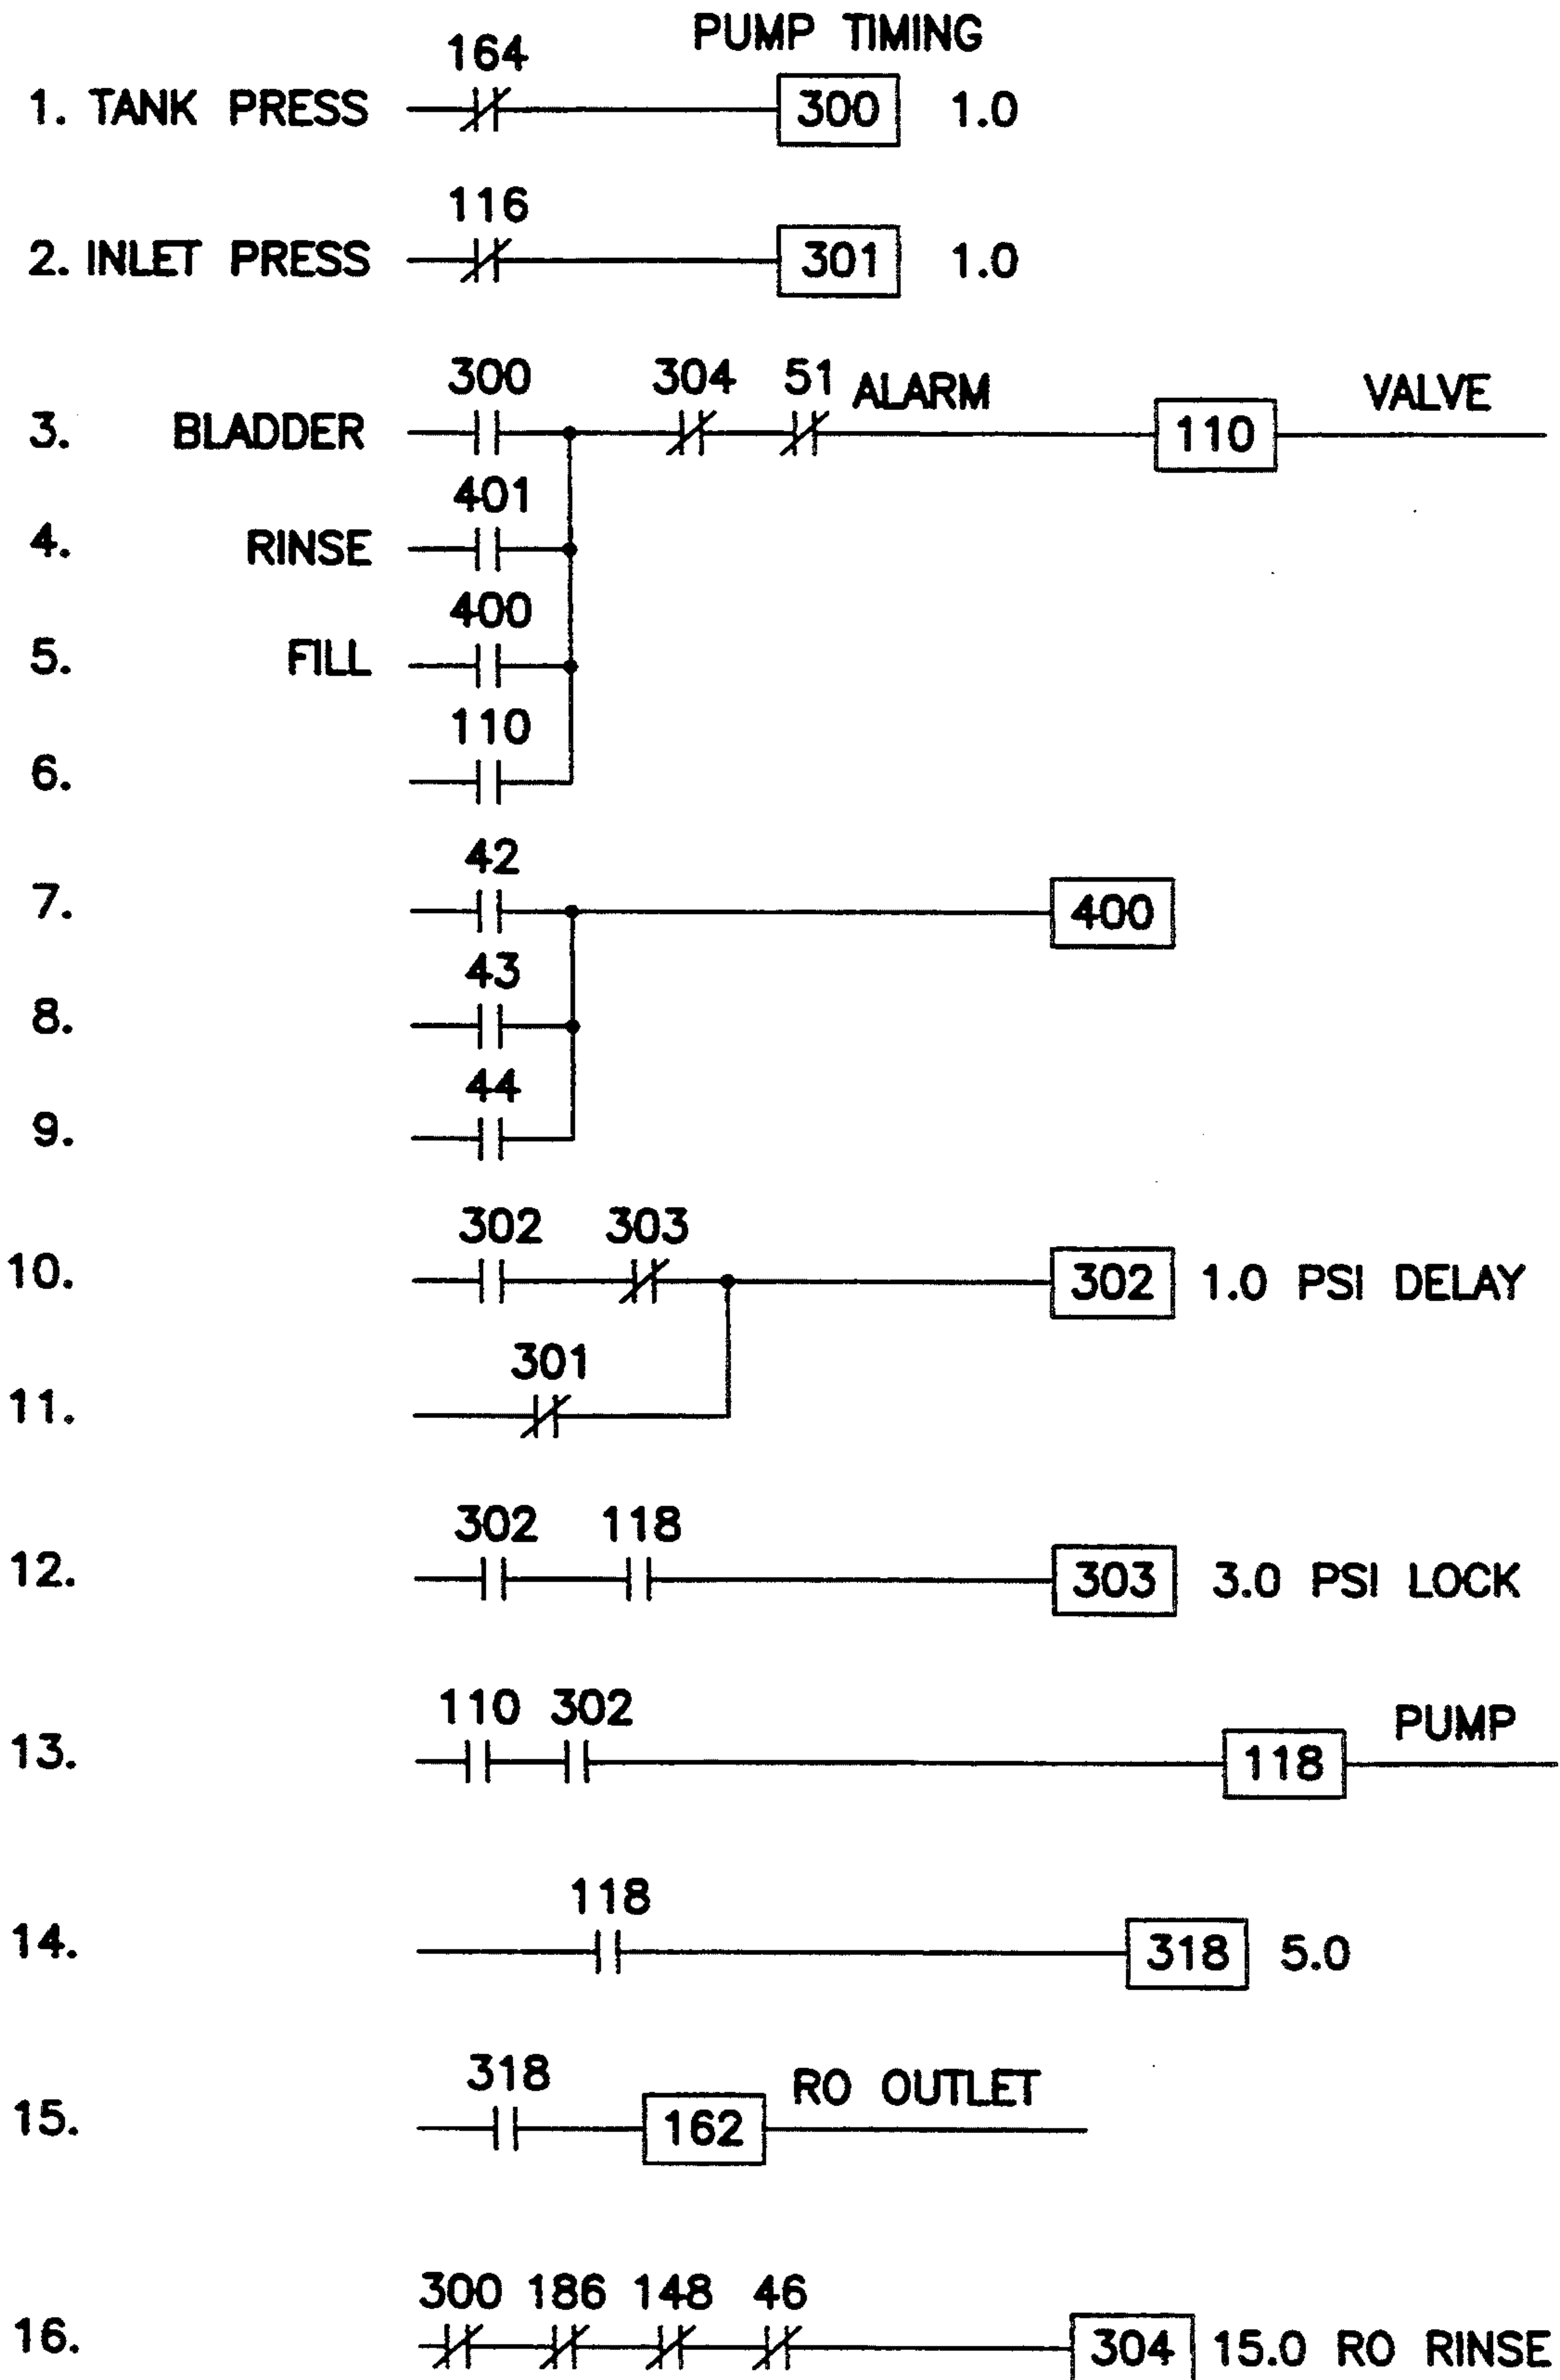 PUMP TIMING
164
1. TANK PRESS 300 1.0
116
2. INLET PRESS 301 1.0
300 304 51 ALARM VALVE
3. BLADDER 110
401
4. RINSE
400
5. FILL
110
6.
42
7. 400
43
8.
44
9.
302 303
10. 302 1.0 PSI DELAY
301
11.
302 118
12. 303 3.0 PSI LOCK
110 302 PUMP
13. 118
118
14. 318 5.0
318 RO OUTLET
15. 162
300 186 148 46
16. 304 15.0 RO RINSE